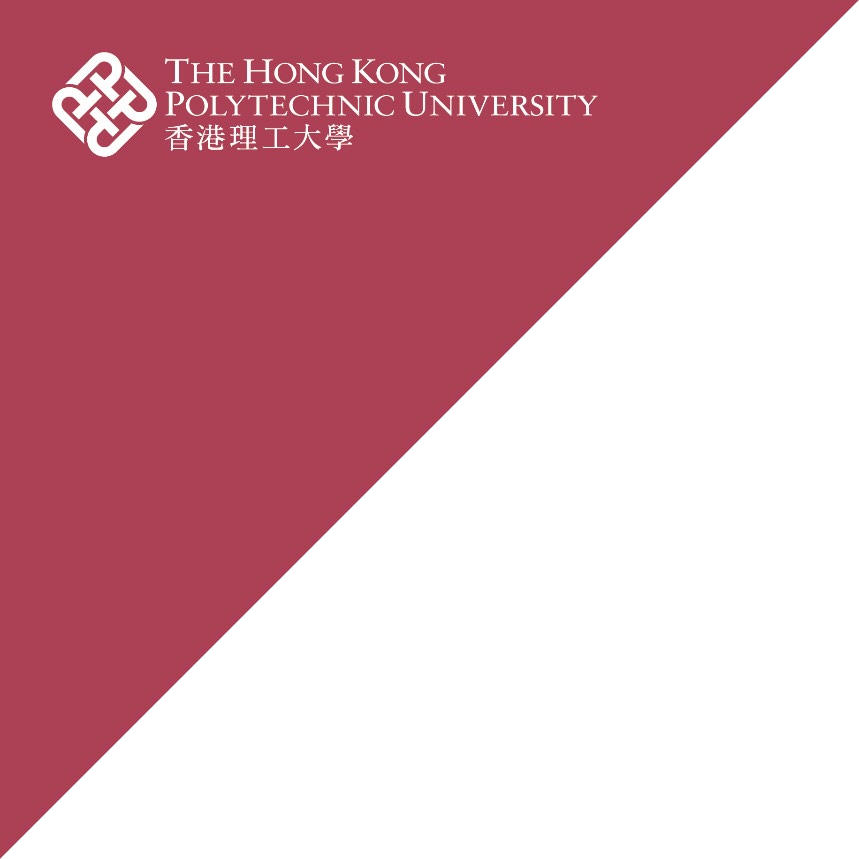 THE HONG KONG
POLYTECHNIC UNIVERSITY
香港理工大學